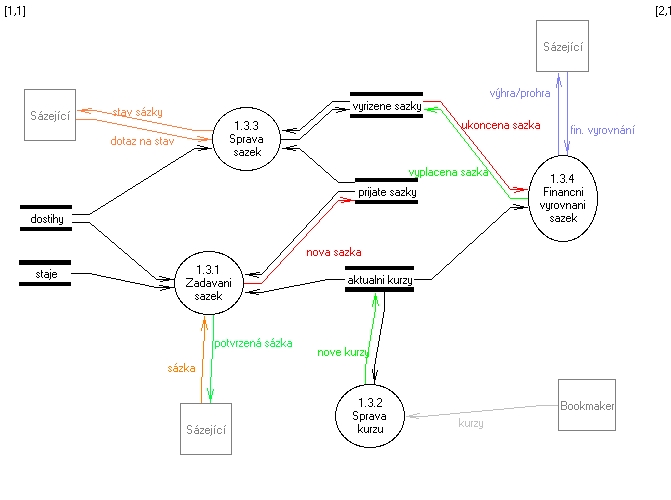 [1,1]
[2,1
Sázející
výhra/prohra
fin. vyrovnání
Sázející
stav sázky
dotaz na stav
1.3.3
Sprava
sazek
vyrizene sazky
ukoncena sazka
vyplacena sazka
1.3.4
Financni
vyrovnani
sazek
prijate sazky
dostihy
staje
nova sazka
1.3.1
Zadavani
sazek
aktualni kurzy
potvrzená sázka
nove kurzy
sázka
Sázející
1.3.2
Sprava
kurzu
kurzy
Bookmaker